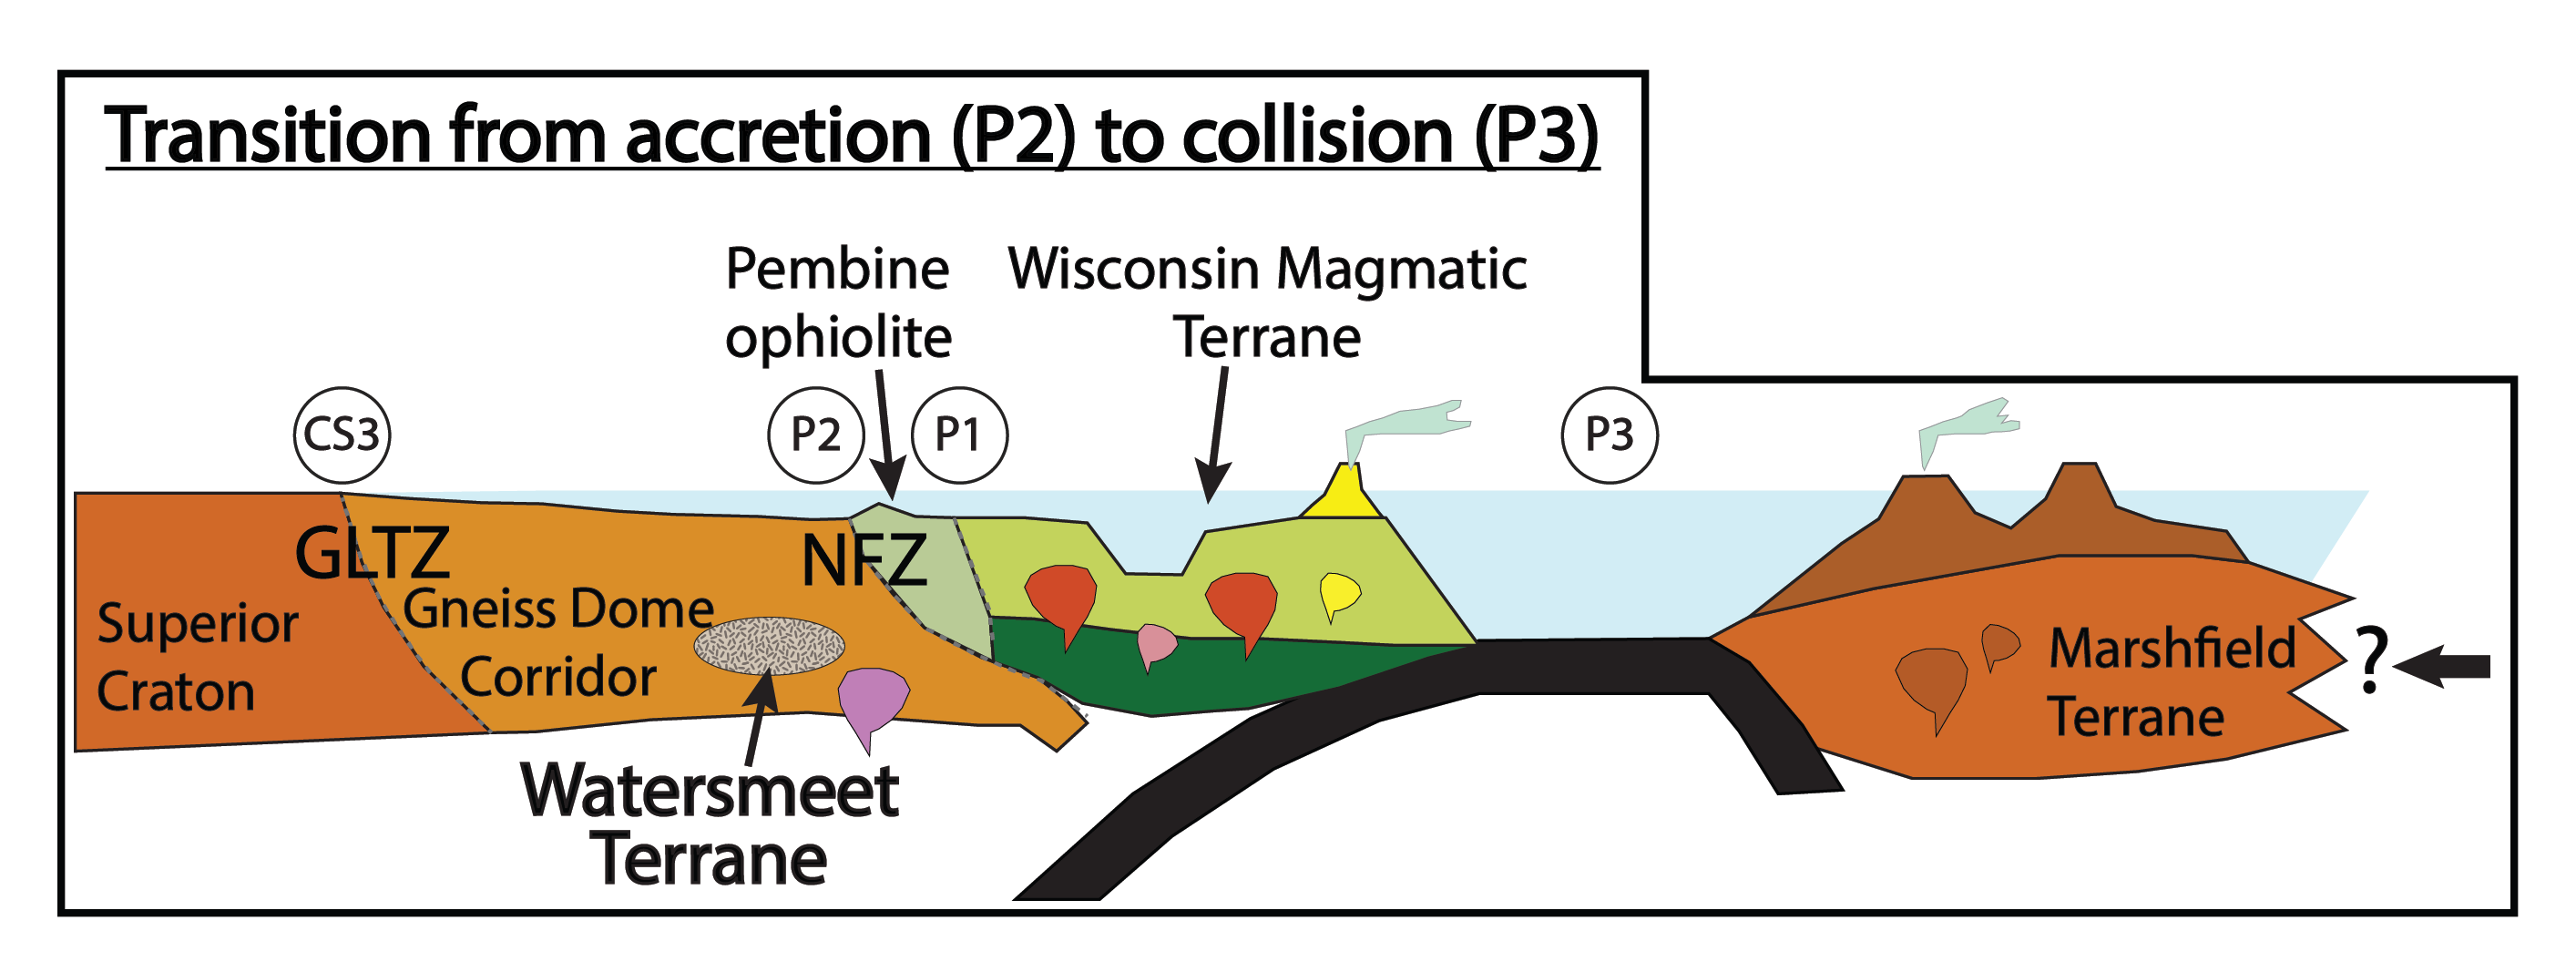 Transition from accretion (P2) to collision (P3)
Pembine
ophiolite
Wisconsin Magmatic
Terrane
CS3
P2
P1
P3
GLTZ
NFZ
Superior
Craton
Gneiss Dome
Corridor
Marshfield
Terrane
?
Watersmeet
Terrane